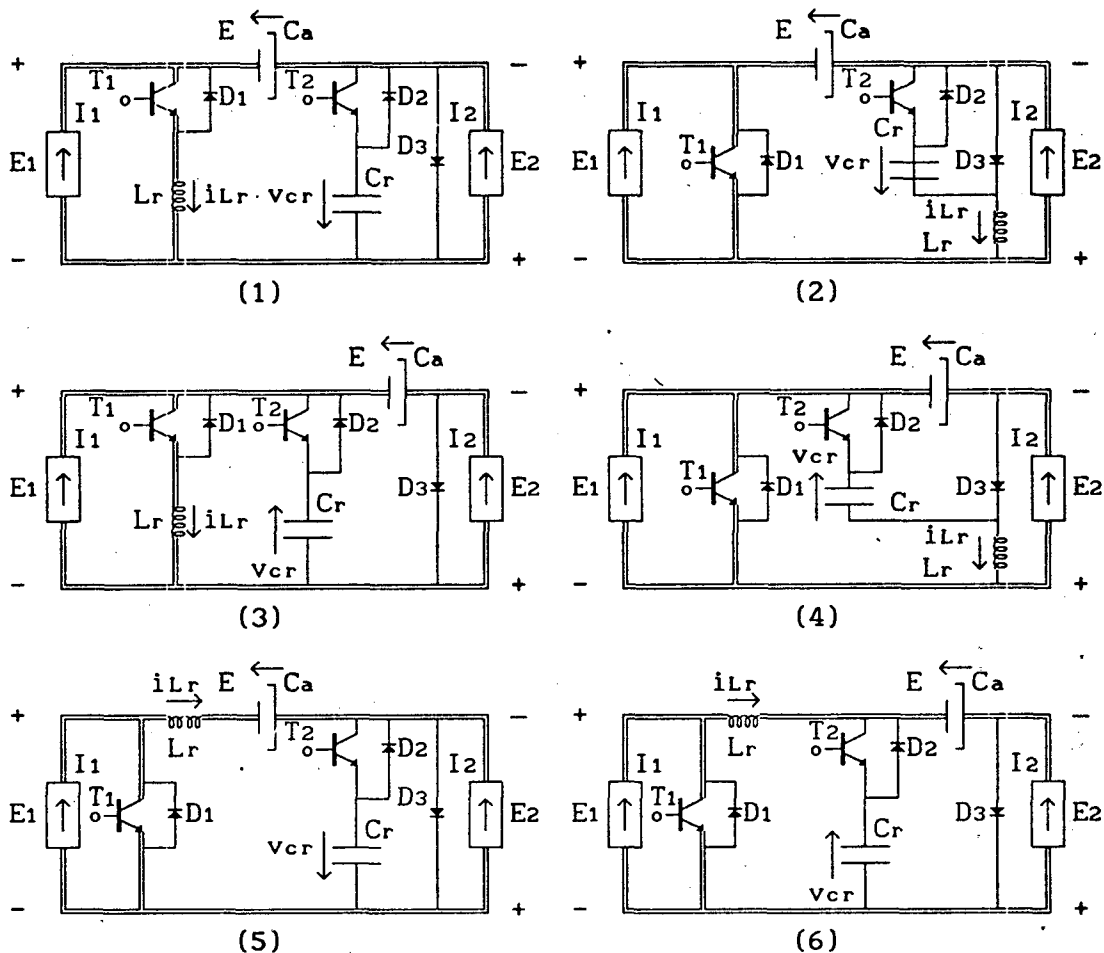 E Ca
+ T1 T2 −
I1 D1 D2 I2
E1 D3 E2
Lr iLr vcr Cr
− +
(1)
E Ca
+ T2 −
I1 D2 I2
T1 Cr
E1 D1 vcr D3 E2
iLr
Lr
− +
(2)
E Ca
+ T1 T2 −
I1 D1 D2 I2
E1 D3 E2
Lr iLr Cr
− vcr +
(3)
E Ca
+ T2 −
I1 D2 I2
vcr
E1 T1 D1 D3 E2
Cr
iLr
Lr
− +
(4)
iLr E Ca
+ −
Lr T2 D2
I1 I2
E1 T1 D1 D3 E2
vcr Cr
− +
(5)
iLr E Ca
+ −
Lr T2 D2
I1 I2
E1 T1 D1 D3 E2
Cr
vcr
− +
(6)